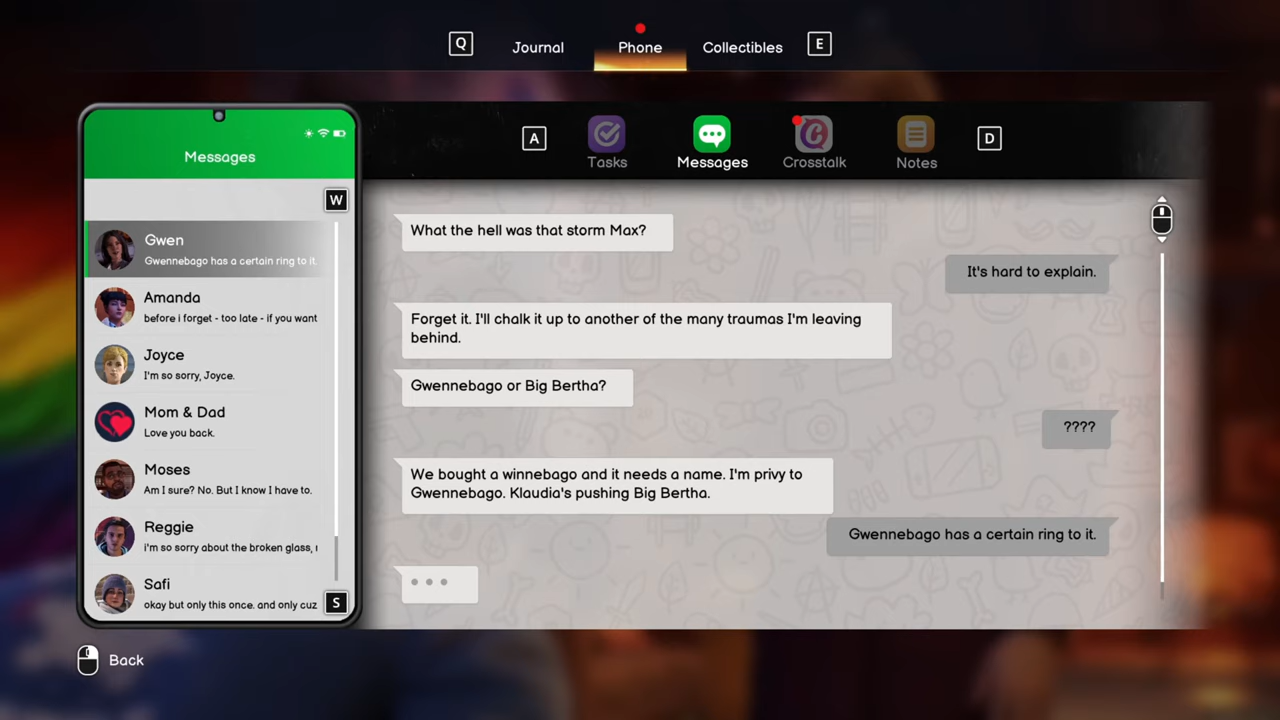 Q
Journal
Phone
Collectibles
E
Messages
A
Tasks
Messages
Crosstalk
Notes
D
W
Gwen
Gwennebago has a certain ring to it.
Amanda
before i forget - too late - if you want
Joyce
I'm so sorry, Joyce.
Mom & Dad
Love you back.
Moses
Am I sure? No. But I know I have to.
Reggie
i'm so sorry about the broken glass,
Safi
okay but only this once. and only cuz
S
What the hell was that storm Max?
It's hard to explain.
Forget it. I'll chalk it up to another of the many traumas I'm leaving
behind.
Gwennebago or Big Bertha?
????
We bought a winnebago and it needs a name. I'm privy to
Gwennebago. Klaudia's pushing Big Bertha.
Gwennebago has a certain ring to it.
Back